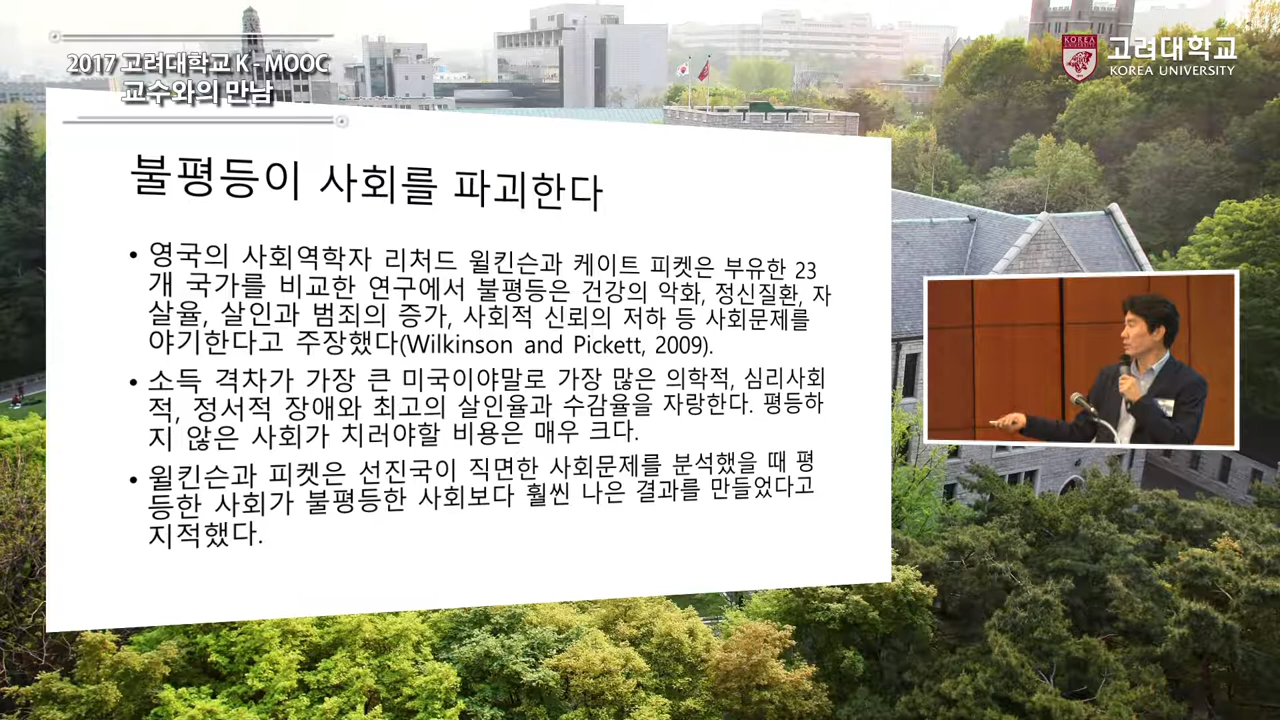 2017 고려대학교 K - MOOC
교수와의 만남
고려대학교
KOREA UNIVERSITY
KOREA
불평등이 사회를 파괴한다
• 영국의 사회역학자 리처드 윌킨슨과 케이트 피켓은 부유한 23
개 국가를 비교한 연구에서 불평등은 건강의 악화, 정신질환, 자
살율, 살인과 범죄의 증가, 사회적 신뢰의 저하 등 사회문제를
야기한다고 주장했다(Wilkinson and Pickett, 2009).
• 소득 격차가 가장 큰 미국이야말로 가장 많은 의학적, 심리사회
적, 정서적 장애와 최고의 살인율과 수감율을 자랑한다. 평등하
지 않은 사회가 치러야할 비용은 매우 크다.
• 윌킨슨과 피켓은 선진국이 직면한 사회문제를 분석했을 때 평
등한 사회가 불평등한 사회보다 훨씬 나은 결과를 만들었다고
지적했다.